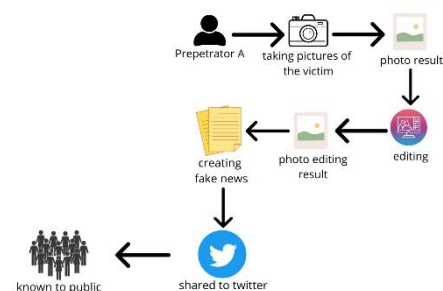 Prepetrator A
taking pictures of
the victim
photo result
creating
fake news
photo editing
result
editing
known to public
shared to twitter